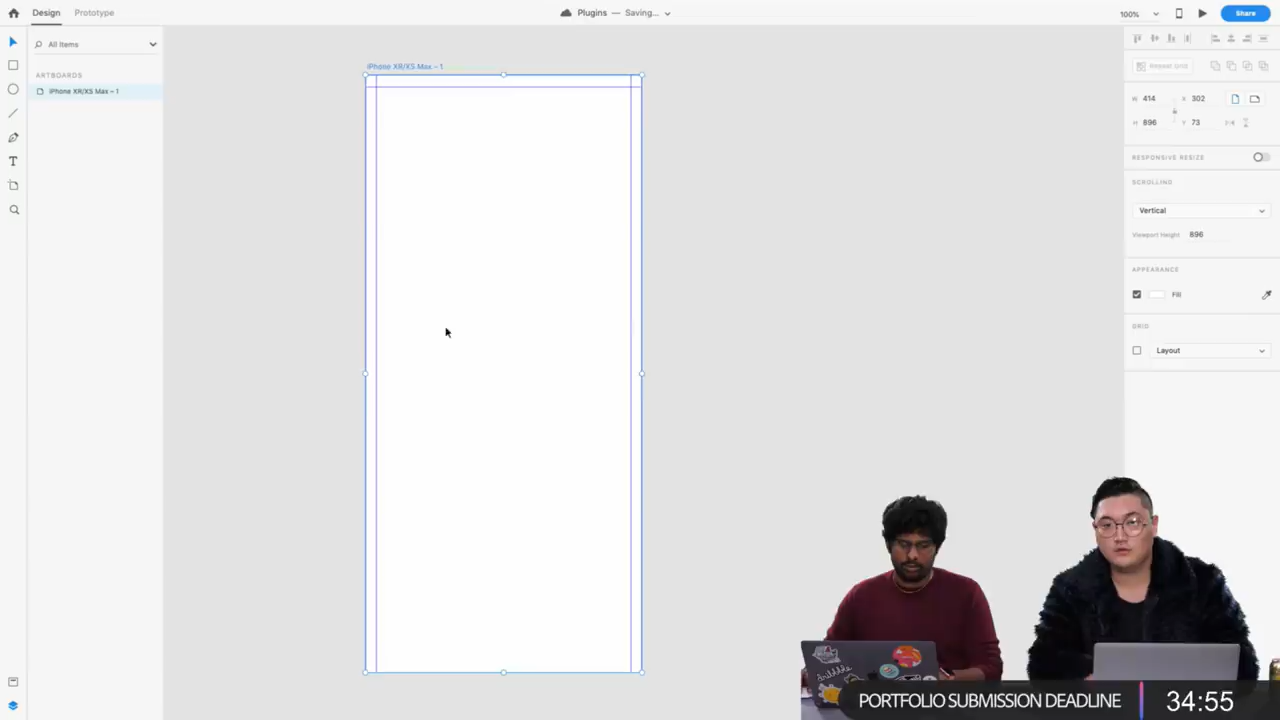 Design Prototype Plugins – Saving... 100% Share
All Items
ARTBOARDS
iPhone XR/XS Max – 1
iPhone XR/XS Max – 1
Repeat Grid
W 414 X 302
H 896 Y 73
RESPONSIVE RESIZE
SCROLLING
Vertical
Viewport Height 896
APPEARANCE
Fill
GRID
Layout
PORTFOLIO SUBMISSION DEADLINE 34:55